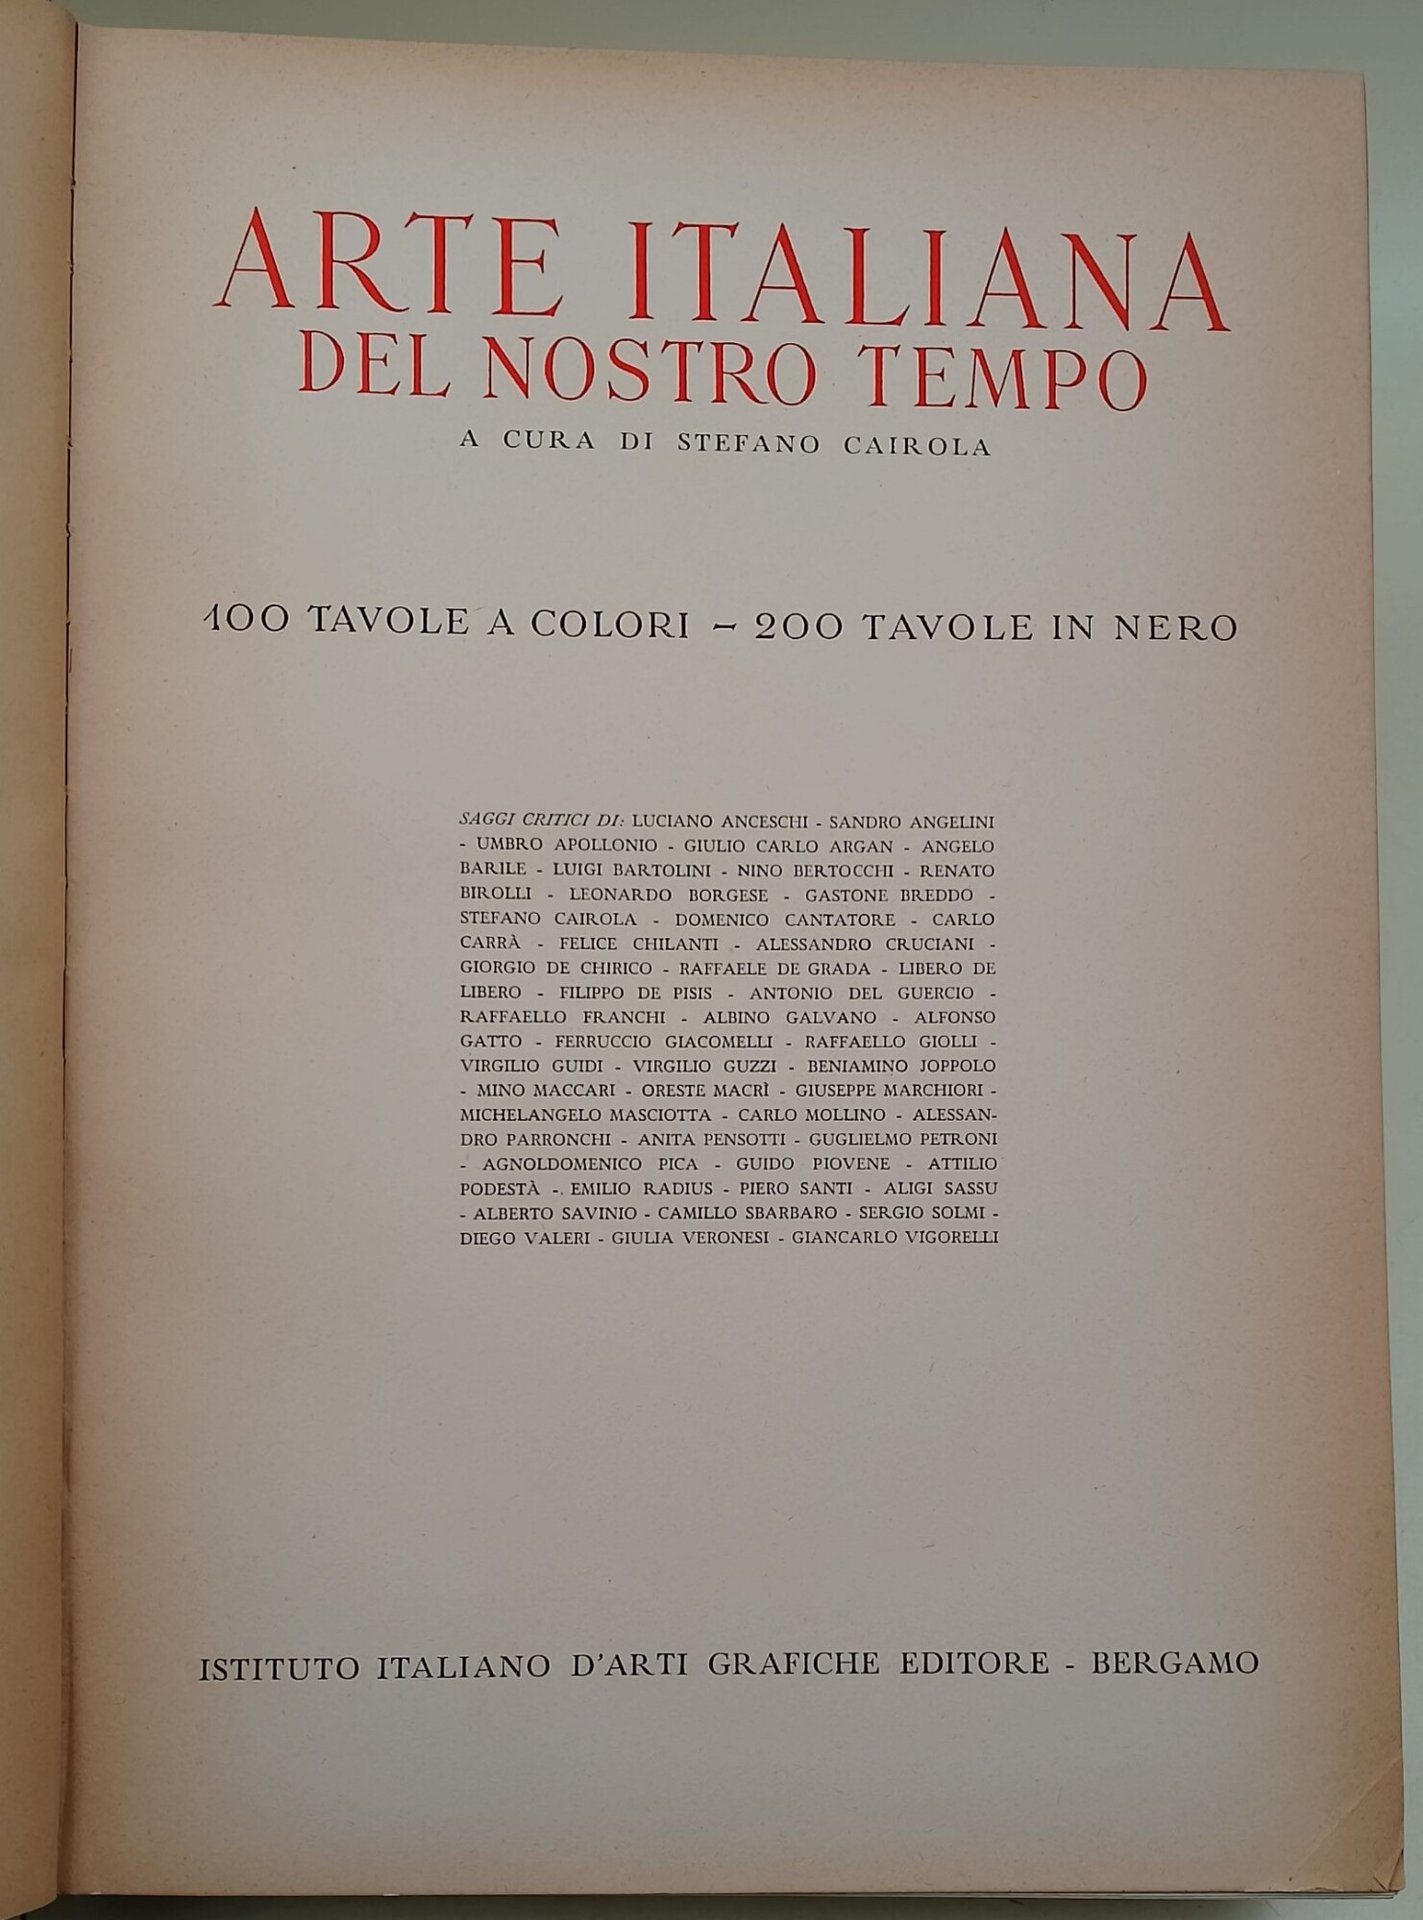 ARTE ITALIANA
DEL NOSTRO TEMPO
A CURA DI STEFANO CAIROLA
100 TAVOLE A COLORI – 200 TAVOLE IN NERO
SAGGI CRITICI DI: LUCIANO ANCESCHI - SANDRO ANGELINI
- UMBRO APOLLONIO - GIULIO CARLO ARGAN - ANGELO
BARILE - LUIGI BARTOLINI - NINO BERTOCCHI - RENATO
BIROLLI - LEONARDO BORGESE - GASTONE BREDDO -
STEFANO CAIROLA - DOMENICO CANTATORE - CARLO
CARRÀ - FELICE CHILANTI - ALESSANDRO CRUCIANI -
GIORGIO DE CHIRICO - RAFFAELE DE GRADA - LIBERO DE
LIBERO - FILIPPO DE PISIS - ANTONIO DEL GUERCIO -
RAFFAELLO FRANCHI - ALBINO GALVANO - ALFONSO
GATTO - FERRUCCIO GIACOMELLI - RAFFAELLO GIOLLI -
VIRGILIO GUIDI - VIRGILIO GUZZI - BENIAMINO JOPPOLO
- MINO MACCARI - ORESTE MACRÌ - GIUSEPPE MARCHIORI -
MICHELANGELO MASCIOTTA - CARLO MOLLINO - ALESSAN-
DRO PARRONCHI - ANITA PENSOTTI - GUGLIELMO PETRONI
- AGNOLDOMENICO PICA - GUIDO PIOVENE - ATTILIO
PODESTÀ - EMILIO RADIUS - PIERO SANTI - ALIGI SASSU
- ALBERTO SAVINIO - CAMILLO SBARBARO - SERGIO SOLMI -
DIEGO VALERI - GIULIA VERONESI - GIANCARLO VIGORELLI
ISTITUTO ITALIANO D'ARTI GRAFICHE EDITORE - BERGAMO